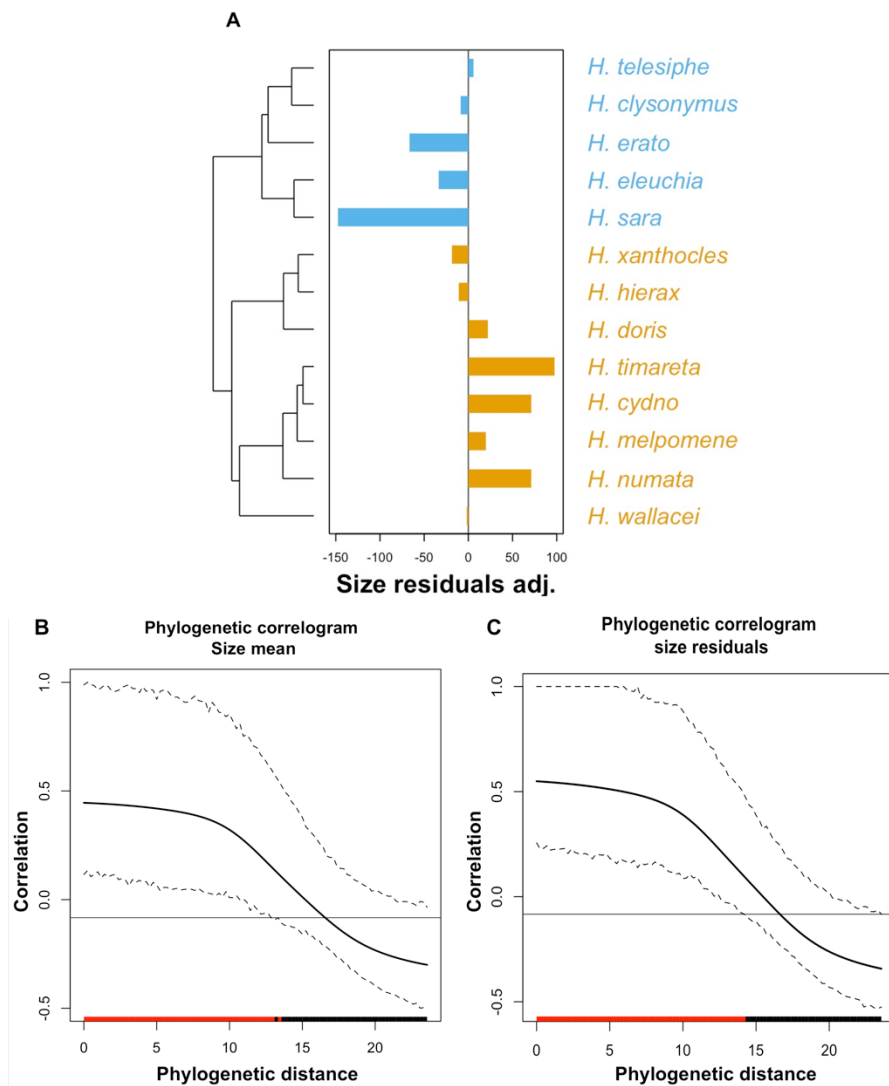 A
H. telesiphe
H. clysonymus
H. erato
H. eleuchia
H. sara
H. xanthocles
H. hierax
H. doris
H. timareta
H. cydno
H. melpomene
H. numata
H. wallacei
-150 -100 -50 0 50 100
Size residuals adj.
B
Phylogenetic correlogram
Size mean
1.0
0.5
0.0
-0.5
Correlation
0 5 10 15 20
Phylogenetic distance
C
Phylogenetic correlogram
size residuals
1.0
0.5
0.0
-0.5
Correlation
0 5 10 15 20
Phylogenetic distance